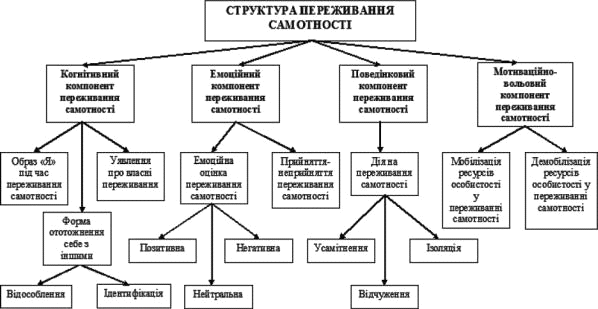 СТРУКТУРА ПЕРЕЖИВАННЯ
САМОТНОСТІ
Когнітивний
компонент
переживання
самотності
Емоційний
компонент
переживання
самотності
Поведінковий
компонент
переживання
самотності
Мотиваційно-
вольовий
компонент
переживання
самотності
Образ «Я»
під час
переживання
самотності
Уявлення
про власні
переживання
Емоційна
оцінка
переживання
самотності
Прийняття-
неприйняття
переживання
самотності
Дія на
переживання
самотності
Мобілізація
ресурсів
особистості
у
переживанні
самотності
Демобілізація
ресурсів
особистості у
переживанні
самотності
Форма
ототожнення
себе з
іншими
Позитивна
Негативна
Усамітнення
Ізоляція
Відособлення
Ідентифікація
Нейтральна
Відчуження